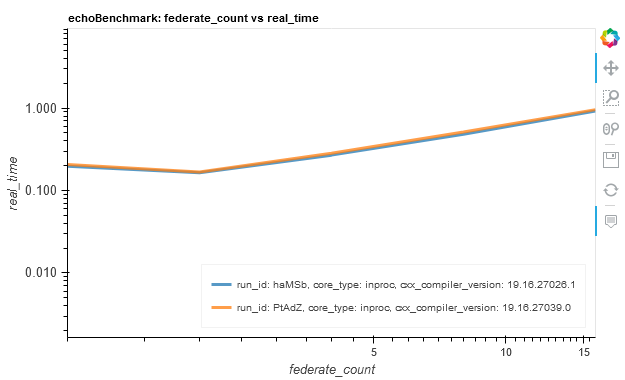 echoBenchmark: federate_count vs real_time
1.000
0.100
0.010
real_time
run_id: haMSb, core_type: inproc, cxx_compiler_version: 19.16.27026.1
run_id: PtAdZ, core_type: inproc, cxx_compiler_version: 19.16.27039.0
5
10
15
federate_count